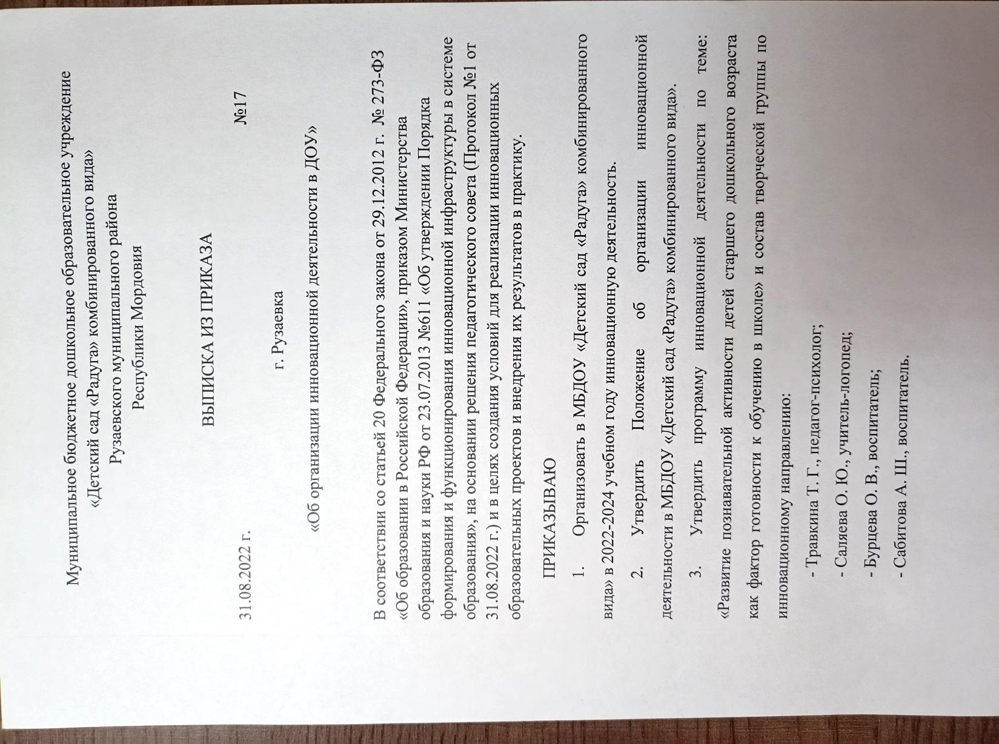 Муниципальное бюджетное дошкольное образовательное учреждение
«Детский сад «Радуга» комбинированного вида»
Рузаевского муниципального района
Республики Мордовия
ВЫПИСКА ИЗ ПРИКАЗА
31.08.2022 г. №17
г. Рузаевка
«Об организации инновационной деятельности в ДОУ»
В соответствии со статьей 20 Федерального закона от 29.12.2012 г. № 273-ФЗ
«Об образовании в Российской Федерации», приказом Министерства
образования и науки РФ от 23.07.2013 №611 «Об утверждении Порядка
формирования и функционирования инновационной инфраструктуры в системе
образования», на основании решения педагогического совета (Протокол №1 от
31.08.2022 г.) и в целях создания условий для реализации инновационных
образовательных проектов и внедрения их результатов в практику.
ПРИКАЗЫВАЮ
1. Организовать в МБДОУ «Детский сад «Радуга» комбинированного
вида» в 2022-2024 учебном году инновационную деятельность.
2. Утвердить Положение об организации инновационной
деятельности в МБДОУ «Детский сад «Радуга» комбинированного вида».
3. Утвердить программу инновационной деятельности по теме:
«Развитие познавательной активности детей старшего дошкольного возраста
как фактор готовности к обучению в школе» и состав творческой группы по
инновационному направлению:
- Травкина Т. Г., педагог-психолог;
- Саляева О. Ю., учитель-логопед;
- Бурцева О. В., воспитатель;
- Сабитова А. Ш., воспитатель.